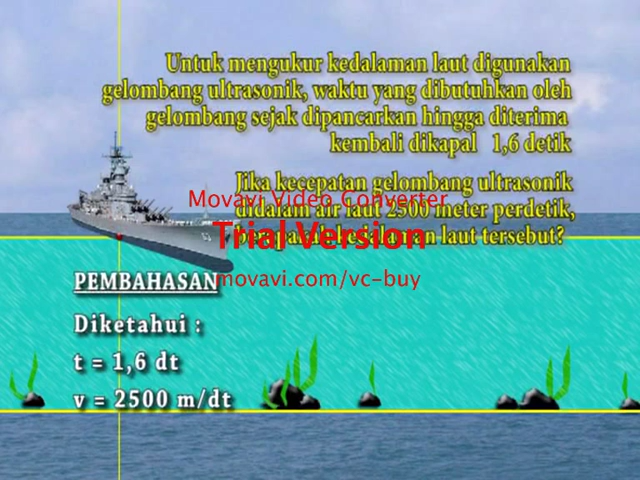 Untuk mengukur kedalaman laut digunakan
gelombang ultrasonik, waktu yang dibutuhkan oleh
gelombang sejak dipancarkan hingga diterima
kembali dikapal 1,6 detik
Jika kecepatan gelombang ultrasonik
didalam air laut 2500 meter perdetik,
berapakah kedalaman laut tersebut?
Movavi Video Converter
Trial Version
movavi.com/vc-buy
PEMBAHASAN
Diketahui :
t = 1,6 dt
v = 2500 m/dt